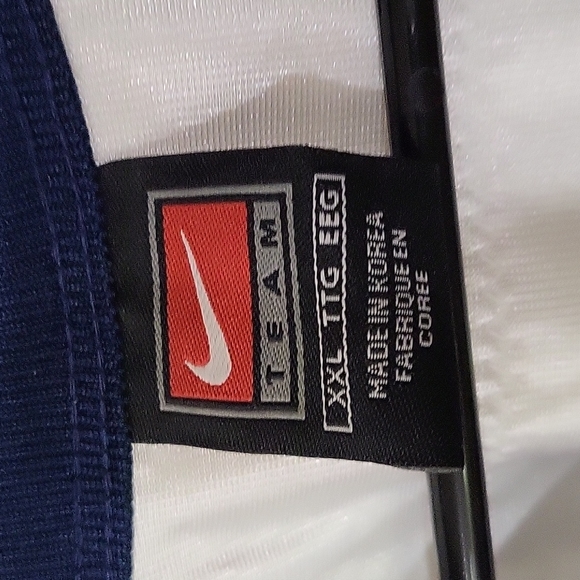 TEAM
XXL TTG EEG
MADE IN KOREA
FABRIQUE EN
COREE